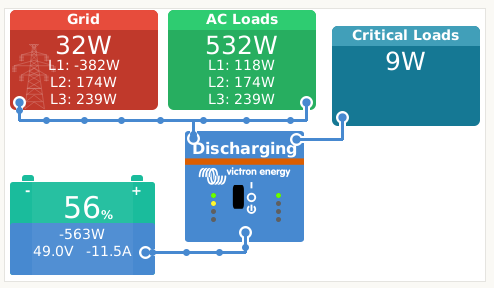 Grid
32W
L1: -382W
L2: 174W
L3: 239W
AC Loads
532W
L1: 118W
L2: 174W
L3: 239W
Critical Loads
9W
Discharging
victron energy
I
- +
56%
-563W
49.0V -11.5A